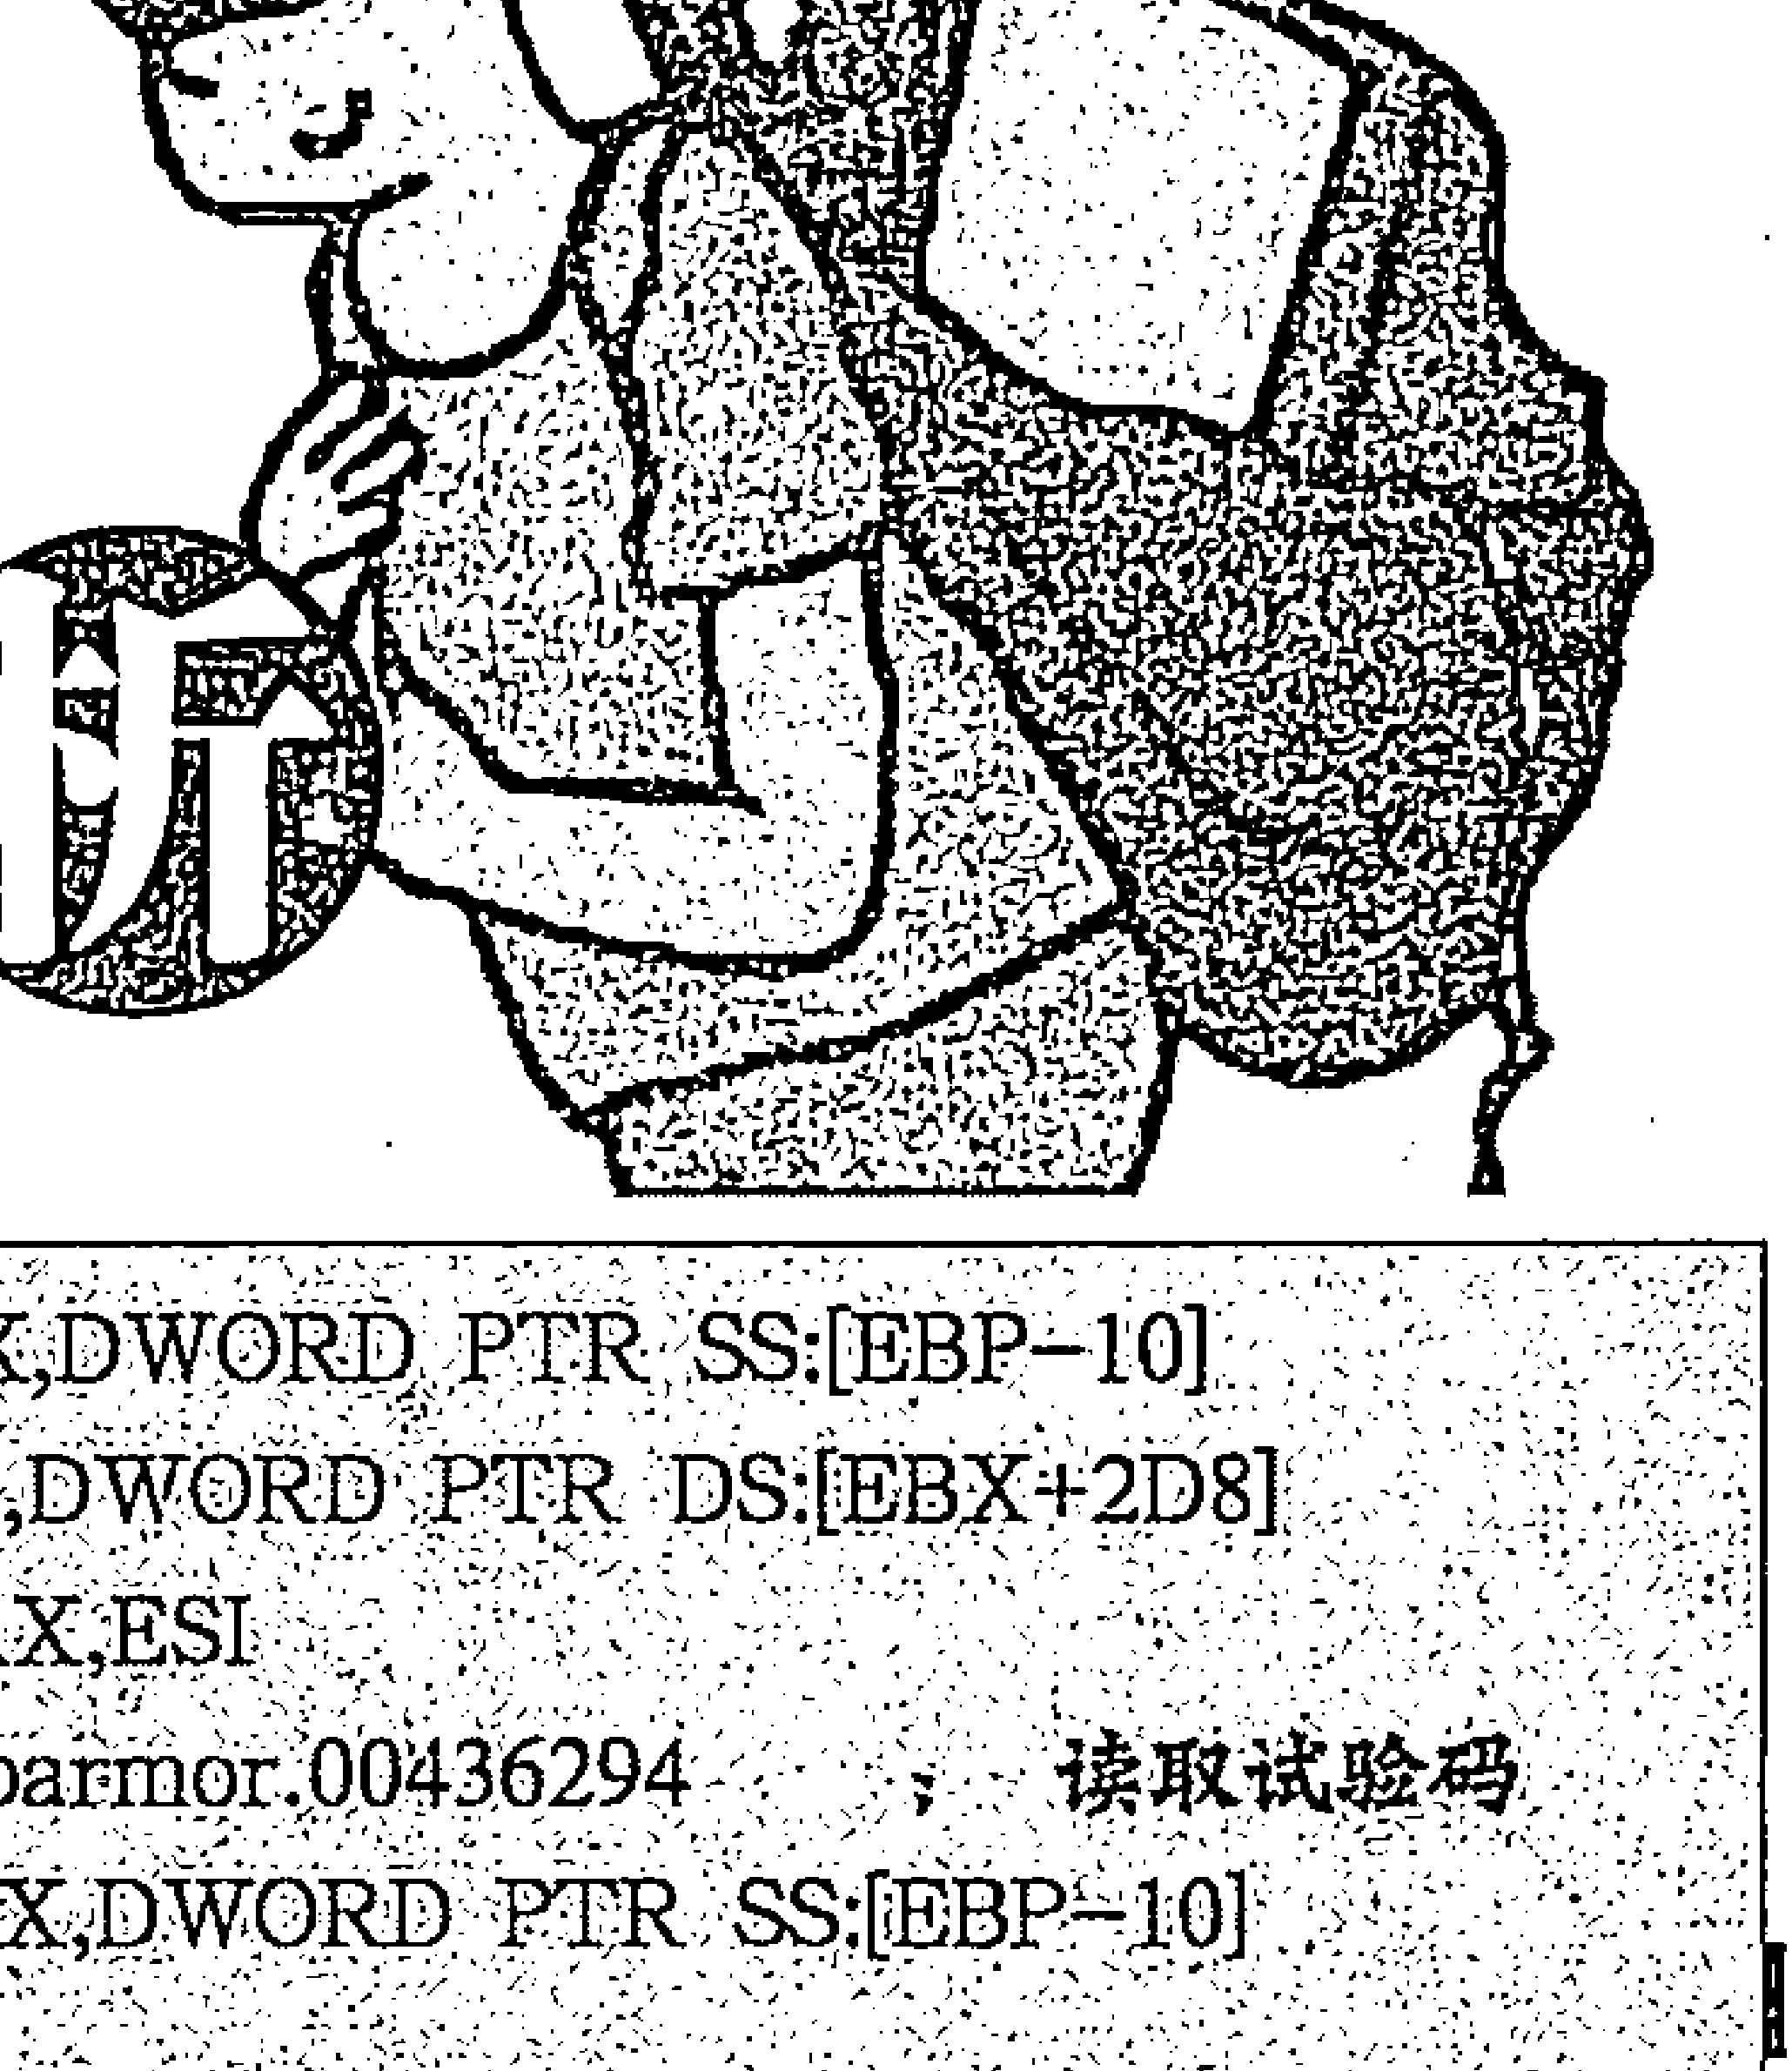 X,DWORD PTR SS:[EBP-10]
,DWORD PTR DS:[EBX+2D8]
X,ESI
parmor.00436294 ; 读取试验码
X,DWORD PTR SS:[EBP-10]